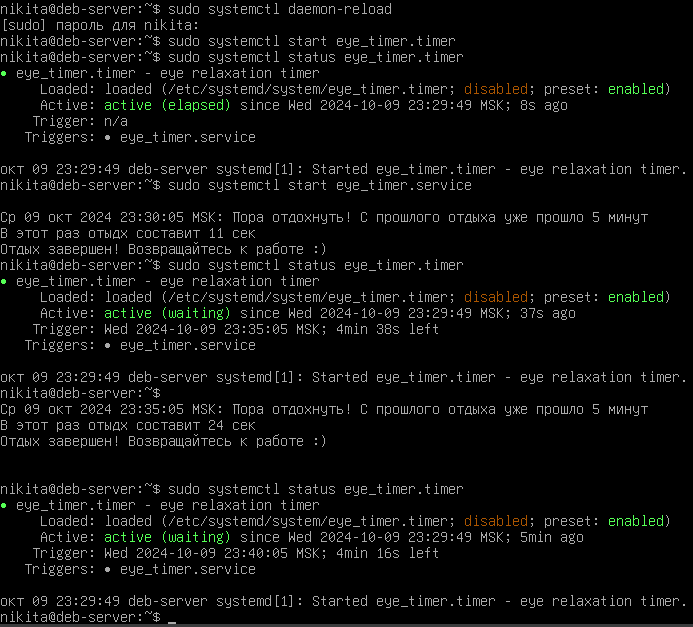 nikita@deb-server:~$ sudo systemctl daemon-reload
[sudo] пароль для nikita:
nikita@deb-server:~$ sudo systemctl start eye_timer.timer
nikita@deb-server:~$ sudo systemctl status eye_timer.timer
● eye_timer.timer - eye relaxation timer
Loaded: loaded (/etc/systemd/system/eye_timer.timer; disabled; preset: enabled)
Active: active (elapsed) since Wed 2024-10-09 23:29:49 MSK; 8s ago
Trigger: n/a
Triggers: ● eye_timer.service
окт 09 23:29:49 deb-server systemd[1]: Started eye_timer.timer - eye relaxation timer.
nikita@deb-server:~$ sudo systemctl start eye_timer.service
Ср 09 окт 2024 23:30:05 MSK: Пора отдохнуть! С прошлого отдыха уже прошло 5 минут
В этот раз отыдх составит 11 сек
Отдых завершен! Возвращайтесь к работе :)
nikita@deb-server:~$ sudo systemctl status eye_timer.timer
● eye_timer.timer - eye relaxation timer
Loaded: loaded (/etc/systemd/system/eye_timer.timer; disabled; preset: enabled)
Active: active (waiting) since Wed 2024-10-09 23:29:49 MSK; 37s ago
Trigger: Wed 2024-10-09 23:35:05 MSK; 4min 38s left
Triggers: ● eye_timer.service
окт 09 23:29:49 deb-server systemd[1]: Started eye_timer.timer - eye relaxation timer.
nikita@deb-server:~$
Ср 09 окт 2024 23:35:05 MSK: Пора отдохнуть! С прошлого отдыха уже прошло 5 минут
В этот раз отыдх составит 24 сек
Отдых завершен! Возвращайтесь к работе :)
nikita@deb-server:~$ sudo systemctl status eye_timer.timer
● eye_timer.timer - eye relaxation timer
Loaded: loaded (/etc/systemd/system/eye_timer.timer; disabled; preset: enabled)
Active: active (waiting) since Wed 2024-10-09 23:29:49 MSK; 5min ago
Trigger: Wed 2024-10-09 23:40:05 MSK; 4min 16s left
Triggers: ● eye_timer.service
окт 09 23:29:49 deb-server systemd[1]: Started eye_timer.timer - eye relaxation timer.
nikita@deb-server:~$ _